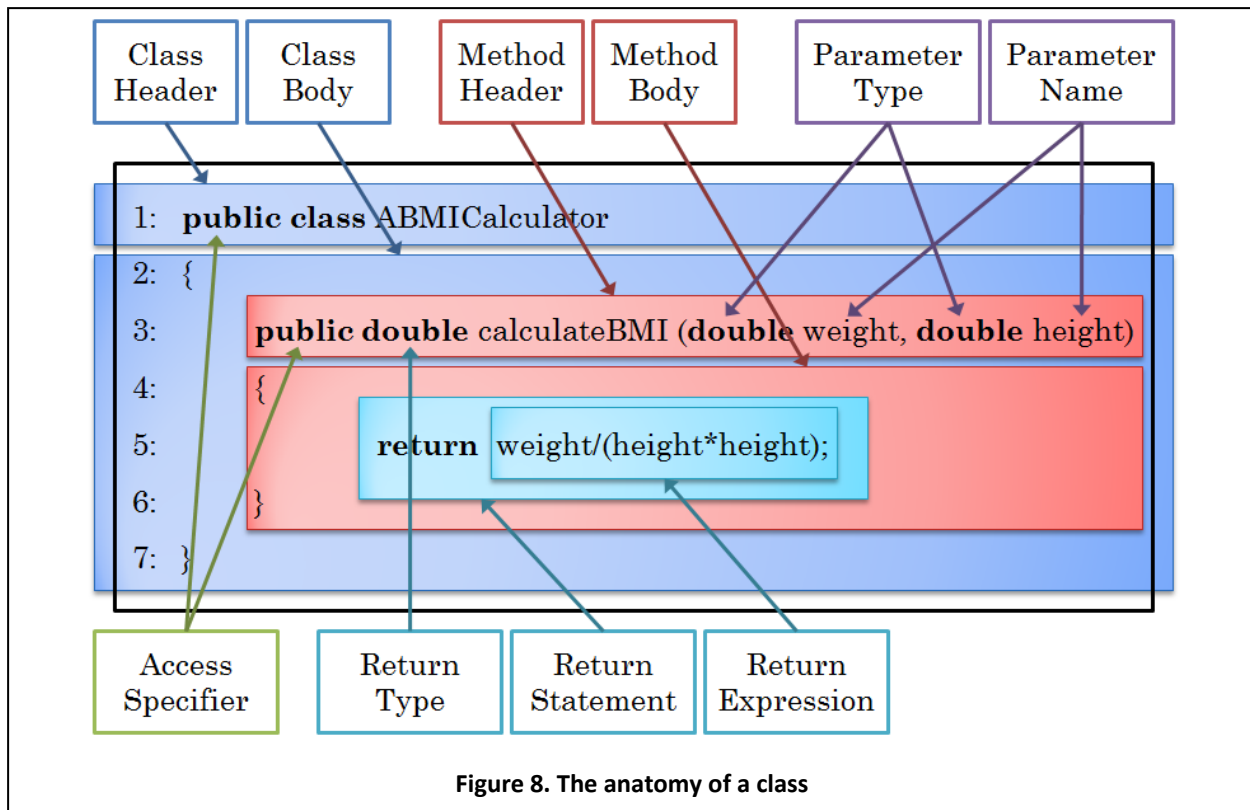 Class
Header
Class
Body
Method
Header
Method
Body
Parameter
Type
Parameter
Name
1: public class ABMICalculator
2: {
3: public double calculateBMI (double weight, double height)
4: {
5: return weight/(height*height);
6: }
7: }
Access
Specifier
Return
Type
Return
Statement
Return
Expression
Figure 8. The anatomy of a class